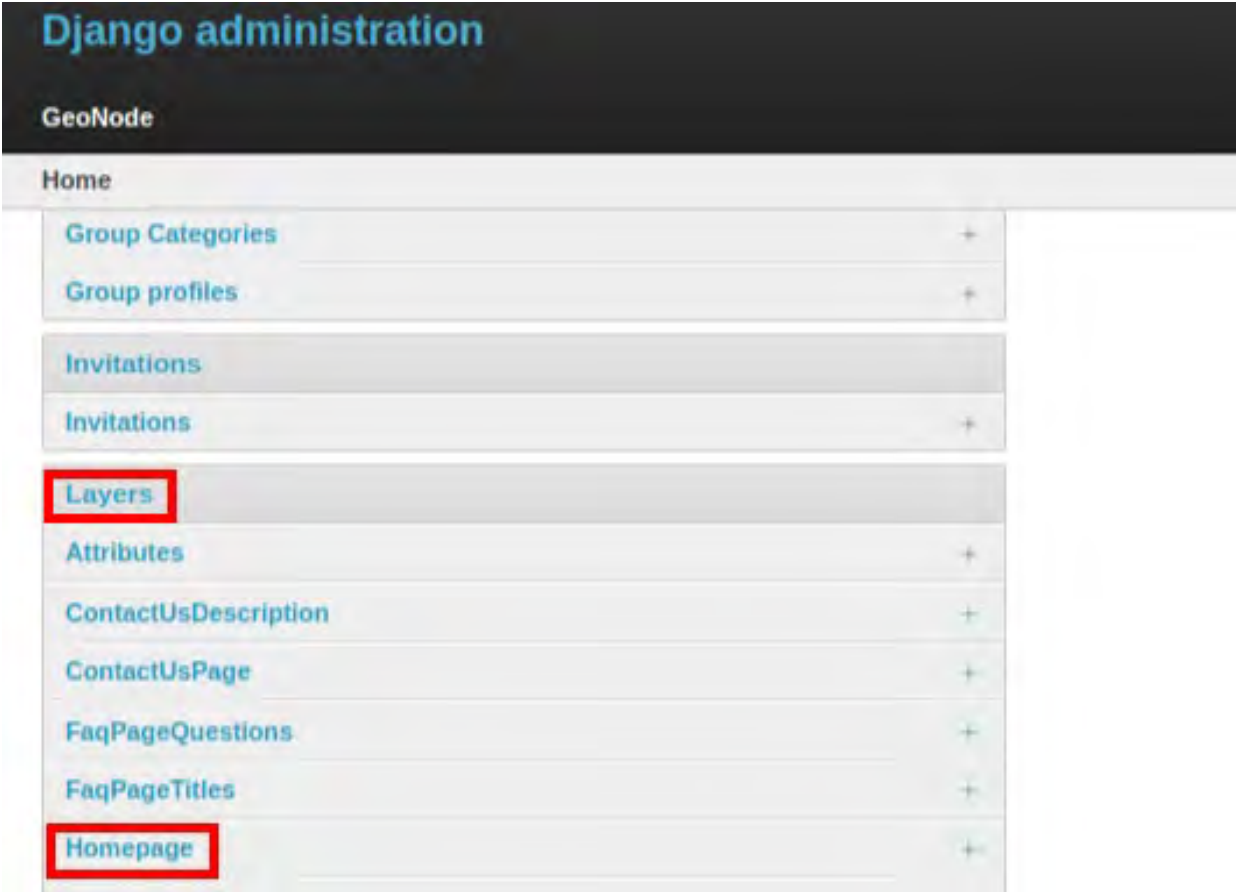 Django administration
GeoNode
Home
Group Categories +
Group profiles +
Invitations
Invitations +
Layers
Attributes +
ContactUsDescription +
ContactUsPage +
FaqPageQuestions +
FaqPageTitles +
Homepage +